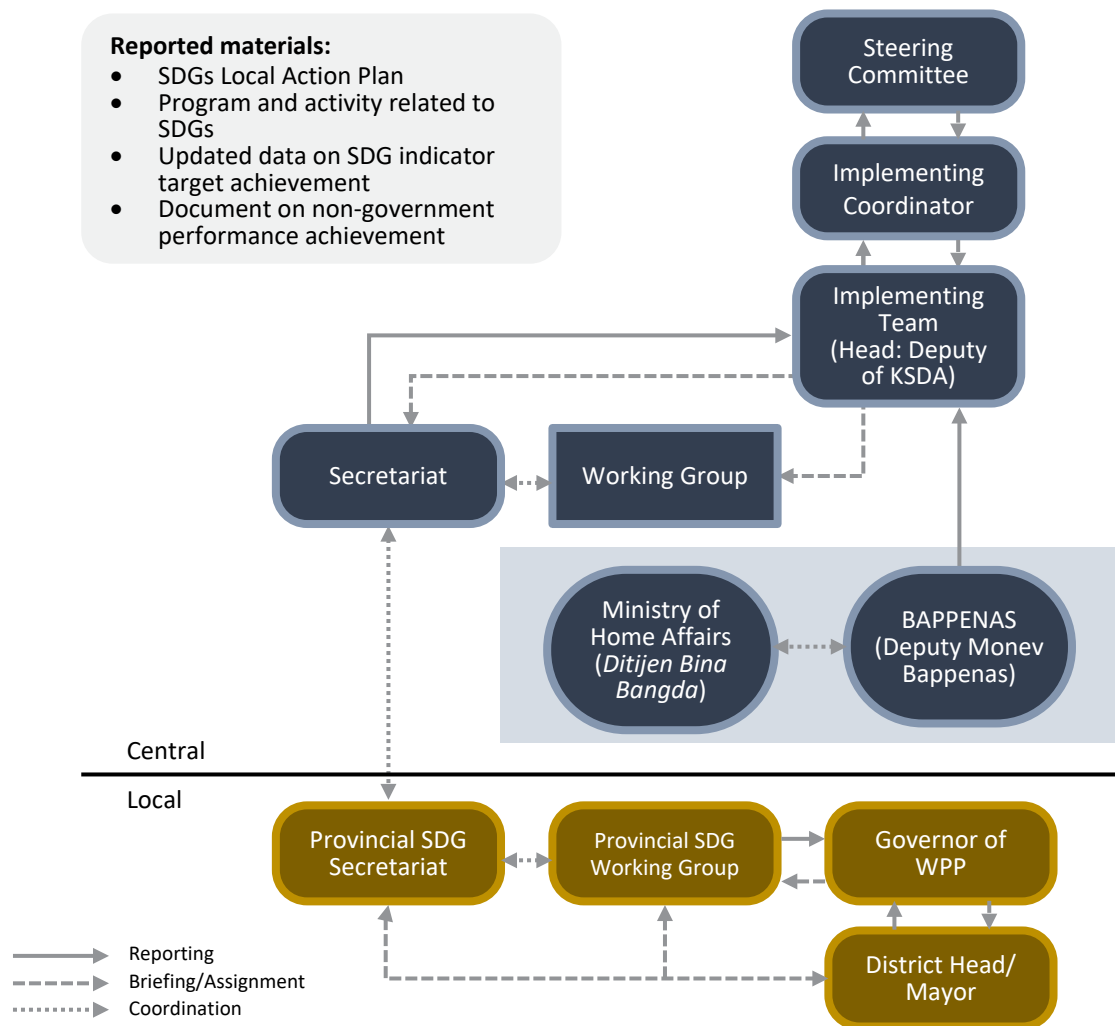 Reported materials:
• SDGs Local Action Plan
• Program and activity related to
SDGs
• Updated data on SDG indicator
target achievement
• Document on non-government
performance achievement
Steering
Committee
Implementing
Coordinator
Implementing
Team
(Head: Deputy
of KSDA)
Secretariat
Working Group
Ministry of
Home Affairs
(Ditijen Bina
Bangda)
BAPPENAS
(Deputy Monev
Bappenas)
Central
Local
Provincial SDG
Secretariat
Provincial SDG
Working Group
Governor of
WPP
District Head/
Mayor
Reporting
Briefing/Assignment
Coordination